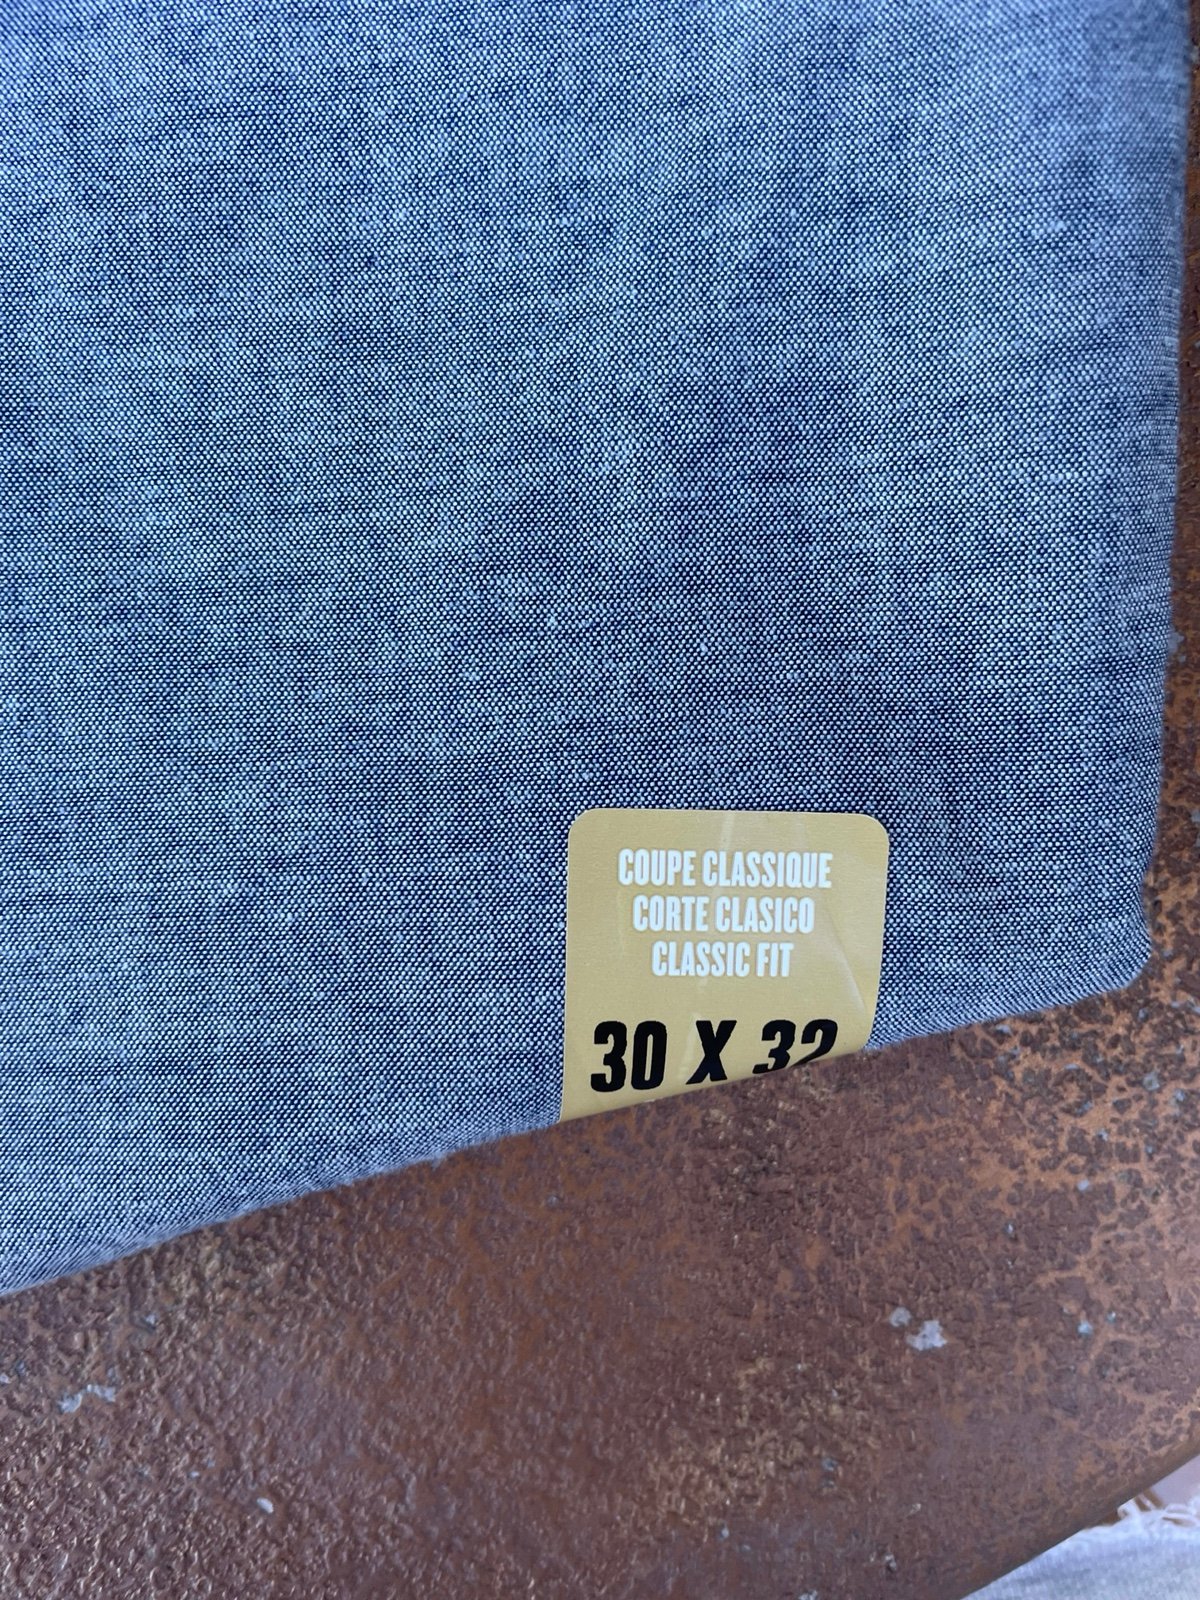 COUPE CLASSIQUE
CORTE CLASICO
CLASSIC FIT
30 X 32